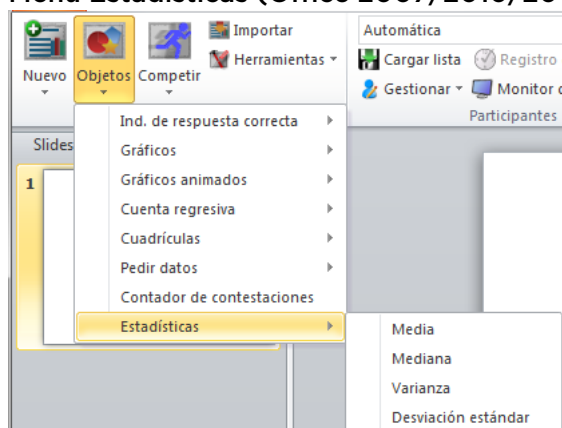 Menú Estadísticas (Office 2007/2010/20
Importar
Herramientas
Nuevo Objetos Competir
Automática
Cargar lista Registro
Gestionar Monitor
Participantes
Slides
1
Ind. de respuesta correcta
Gráficos
Gráficos animados
Cuenta regresiva
Cuadrículas
Pedir datos
Contador de contestaciones
Estadísticas
Media
Mediana
Varianza
Desviación estándar